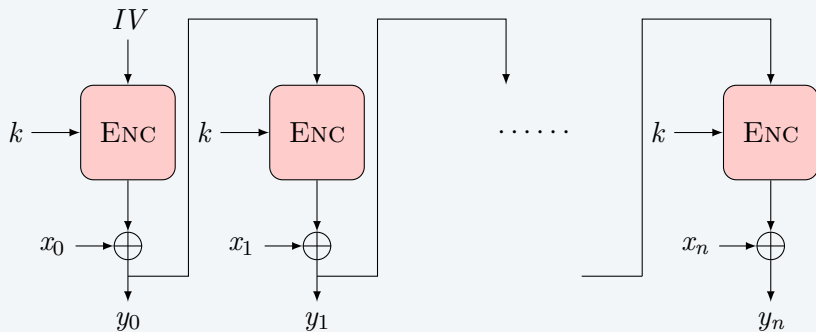 IV
k ENC k ENC ...... k ENC
x₀ x₁ xₙ
y₀ y₁ yₙ